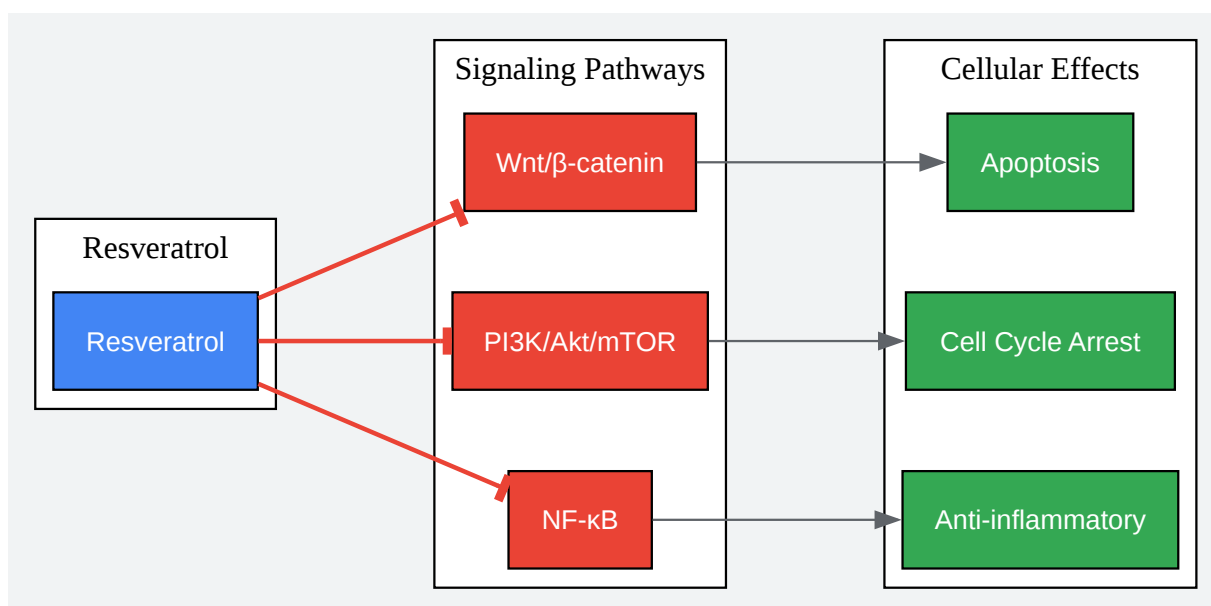 Resveratrol
Resveratrol
Signaling Pathways
Wnt/β-catenin
PI3K/Akt/mTOR
NF-κB
Cellular Effects
Apoptosis
Cell Cycle Arrest
Anti-inflammatory